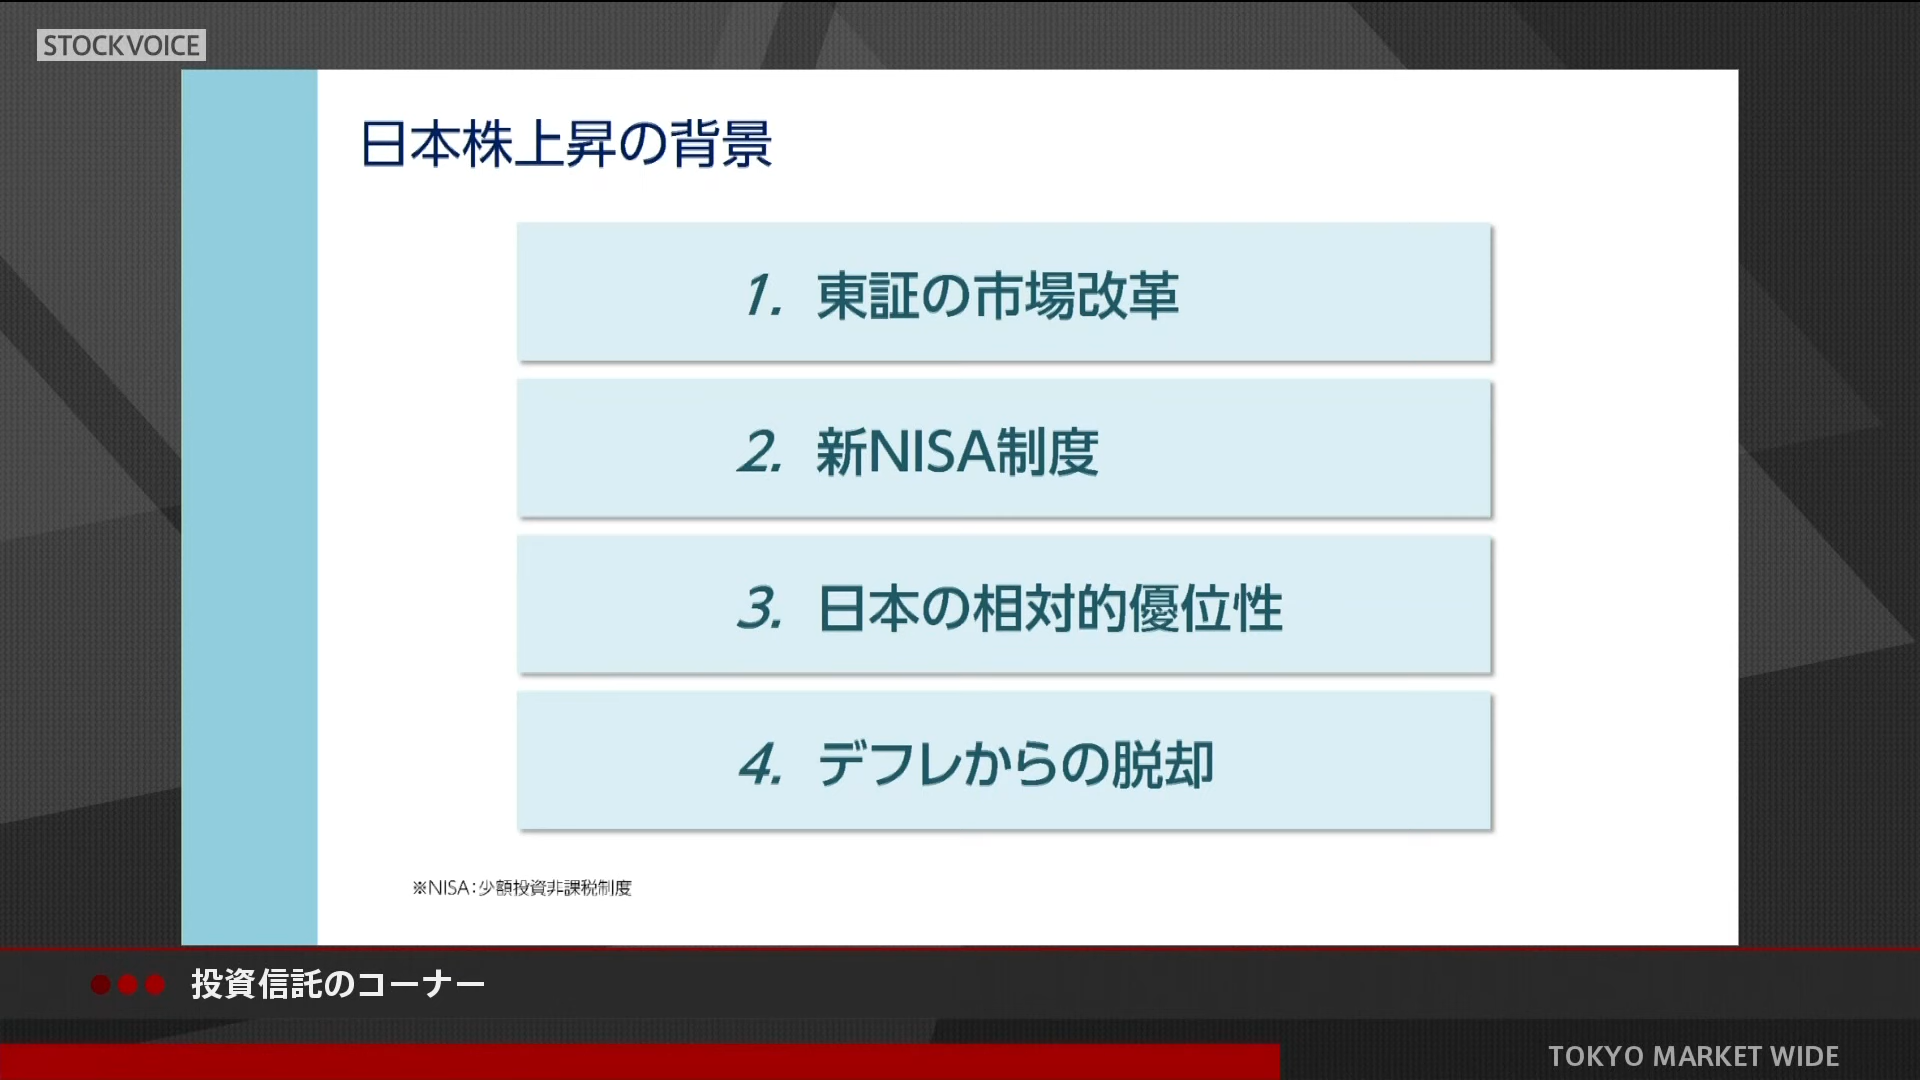 STOCKVOICE
日本株上昇の背景
1. 東証の市場改革
2. 新NISA制度
3. 日本の相対的優位性
4. デフレからの脱却
※NISA：少額投資非課税制度
投資信託のコーナー
TOKYO MARKET WIDE